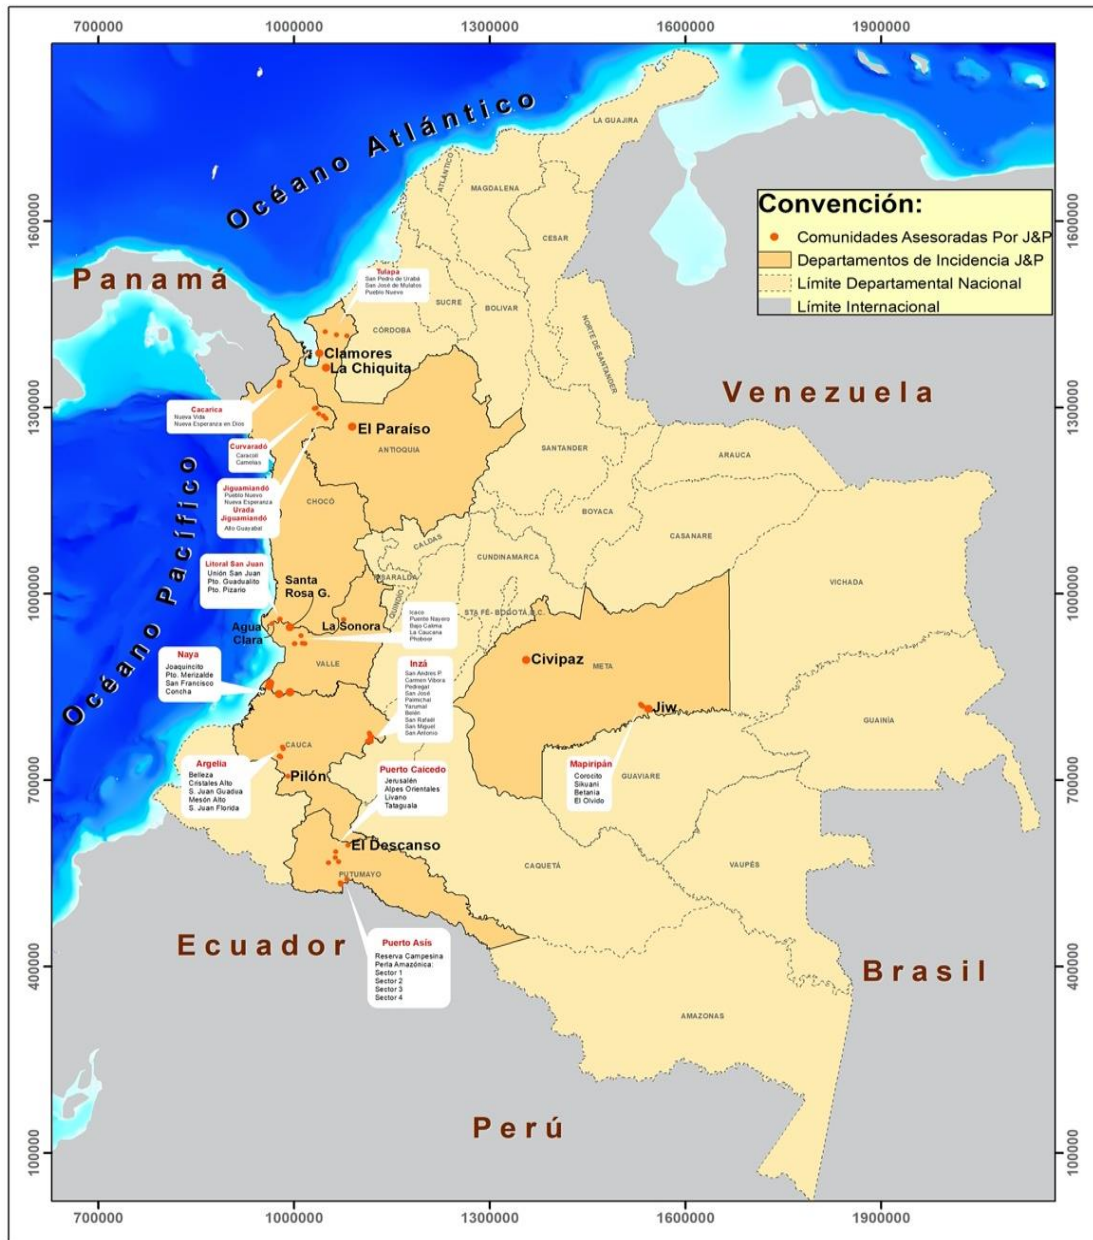 700000 1000000 1300000 1600000 1900000
Océano Atlántico
LA GUAJIRA
ATLÁNTICO
MAGDALENA
CESAR
Convención:
Comunidades Asesoradas Por J&P
Departamentos de Incidencia J&P
Límite Departamental Nacional
Límite Internacional
1600000
1600000
Panamá
Tulapa
San Pedro de Urabá
San José de Mulatos
Pueblo Nuevo
SUCRE
BOLIVAR
CÓRDOBA
NORTE DE SANTANDER
Clamores
La Chiquita
Venezuela
1300000
1300000
Cacarica
Nueva Vida
Nueva Esperanza en Dios
El Paraíso
ANTIOQUIA
Curvaradó
Caracolí
Camelias
SANTANDER
ARAUCA
Jiguamiandó
Pueblo Nuevo
Nueva Esperanza
Urada
Jiguamiandó
Alto Guayabal
CHOCÓ
Océano Pacífico
BOYACA
CASANARE
CALDAS
CUNDINAMARCA
Litoral San Juan
Unión San Juan
Pto. Guadualito
Pto. Pizario
RISARALDA
QUINDIO
VICHADA
1000000
1000000
Santa
Rosa G.
STA FÉ- BOGOTÁ D.C.
Agua
Clara
La Sonora
Icaco
Puente Nayero
Bajo Calima
La Caucana
VALLE
Naya
Joaquincito
Pto. Merizalde
San Francisco
Concha
Inzá
San Andres P
Carmen Vibora
Pedregal
San José
Palmichal
Yarumal
Belén
San Rafael
San Miguel
San Antonio
Civipaz
META
Jiw
GUAINÍA
CAUCA
Argelia
Belleza
Cristales Alto
S. Juan Guadua
Mesón Alto
S. Juan Florida
Pilón
Puerto Caicedo
Jerusalén
Alpes Orientales
Livano
Tataguala
Mapiripán
Corocito
Sikuani
Betania
El Olvido
GUAVIARE
700000
700000
El Descanso
PUTUMAYO
CAQUETÁ
VAUPÉS
Ecuador
Puerto Asís
Reserva Campesina
Perla Amazónica:
Sector 1
Sector 2
Sector 3
Sector 4
Brasil
400000
400000
AMAZONAS
Perú
100000
100000
700000 1000000 1300000 1600000 1900000